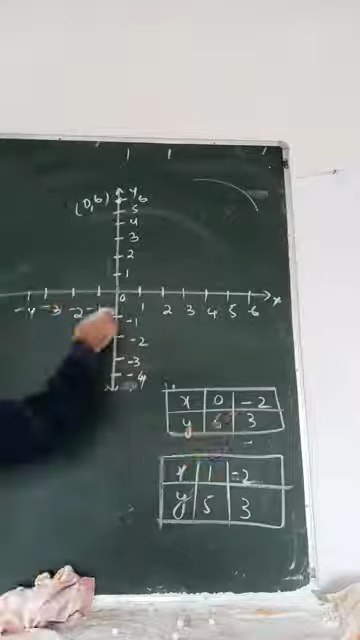 y
(0,6) 6
5
4
3
2
1
0
-4 -3 -2 1 2 3 4 5 6 x
-1
-2
-3
-4
x 0 -2
y 3
x 1 -2
y 5 3